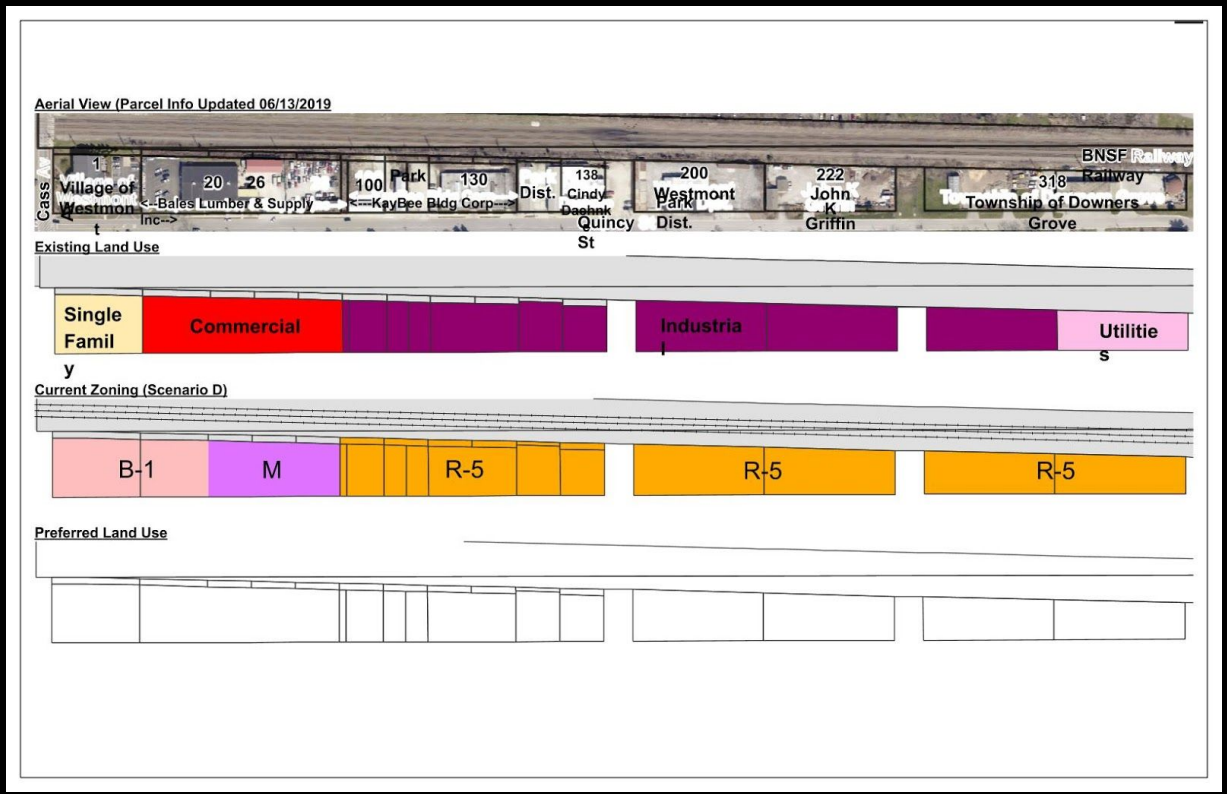 Aerial View (Parcel Info Updated 06/13/2019
Cass Av
1
Village of
Westmon
t
20
26
<--Bales Lumber & Supply
Inc-->
100
Park
130
<---KayBee Bldg Corp--->
Dist.
138
Cindy
Quincy
St
200
Westmont
Park
Dist.
222
John
K
Griffin
318
Township of Downers
Grove
BNSF Railway
Railway
Existing Land Use
Single
Famil
y
Commercial
Industria
l
Utilitie
s
Current Zoning (Scenario D)
B-1
M
R-5
R-5
R-5
Preferred Land Use